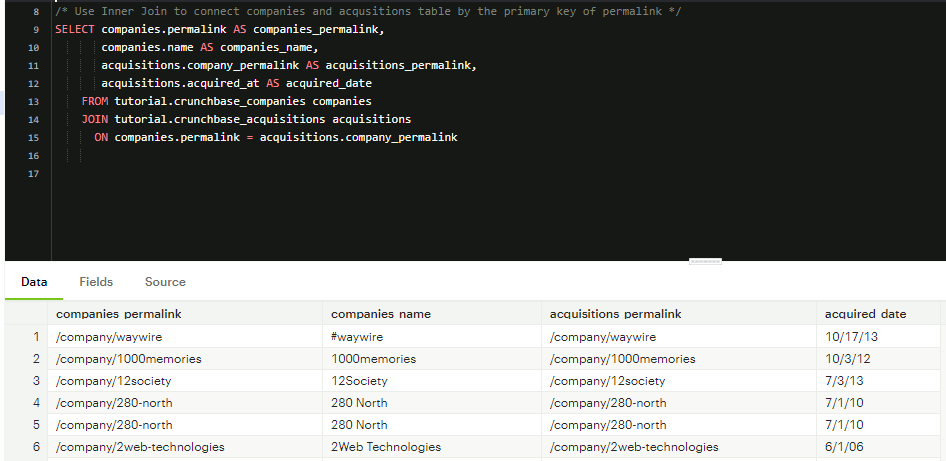 8 /* Use Inner Join to connect companies and acqusitions table by the primary key of permalink */
9 SELECT companies.permalink AS companies_permalink,
10 companies.name AS companies_name,
11 acquisitions.company_permalink AS acquisitions_permalink,
12 acquisitions.acquired_at AS acquired_date
13 FROM tutorial.crunchbase_companies companies
14 JOIN tutorial.crunchbase_acquisitions acquisitions
15 ON companies.permalink = acquisitions.company_permalink
16
17
Data Fields Source
companies permalink companies name acquisitions permalink acquired date
1 /company/waywire #waywire /company/waywire 10/17/13
2 /company/1000memories 1000memories /company/1000memories 10/3/12
3 /company/12society 12Society /company/12society 7/3/13
4 /company/280-north 280 North /company/280-north 7/1/10
5 /company/280-north 280 North /company/280-north 7/1/10
6 /company/2web-technologies 2Web Technologies /company/2web-technologies 6/1/06